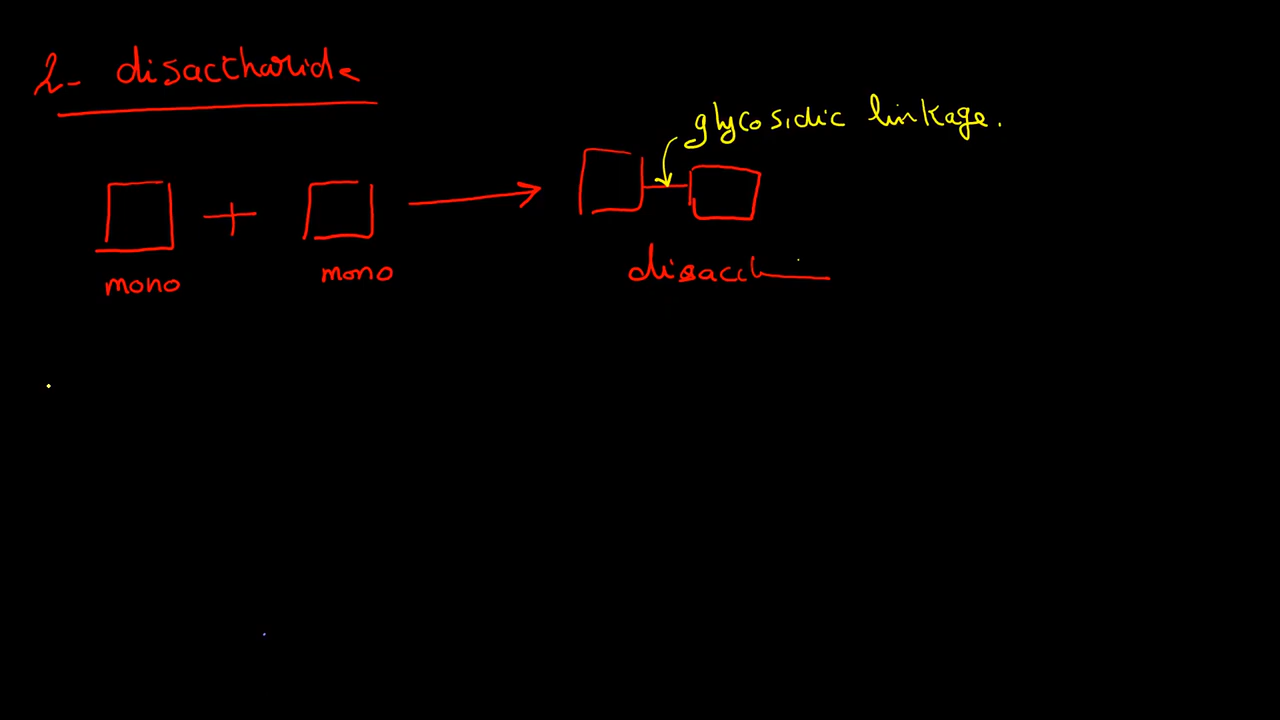 2- disaccharide
glycosidic linkage.
+
mono mono disacch